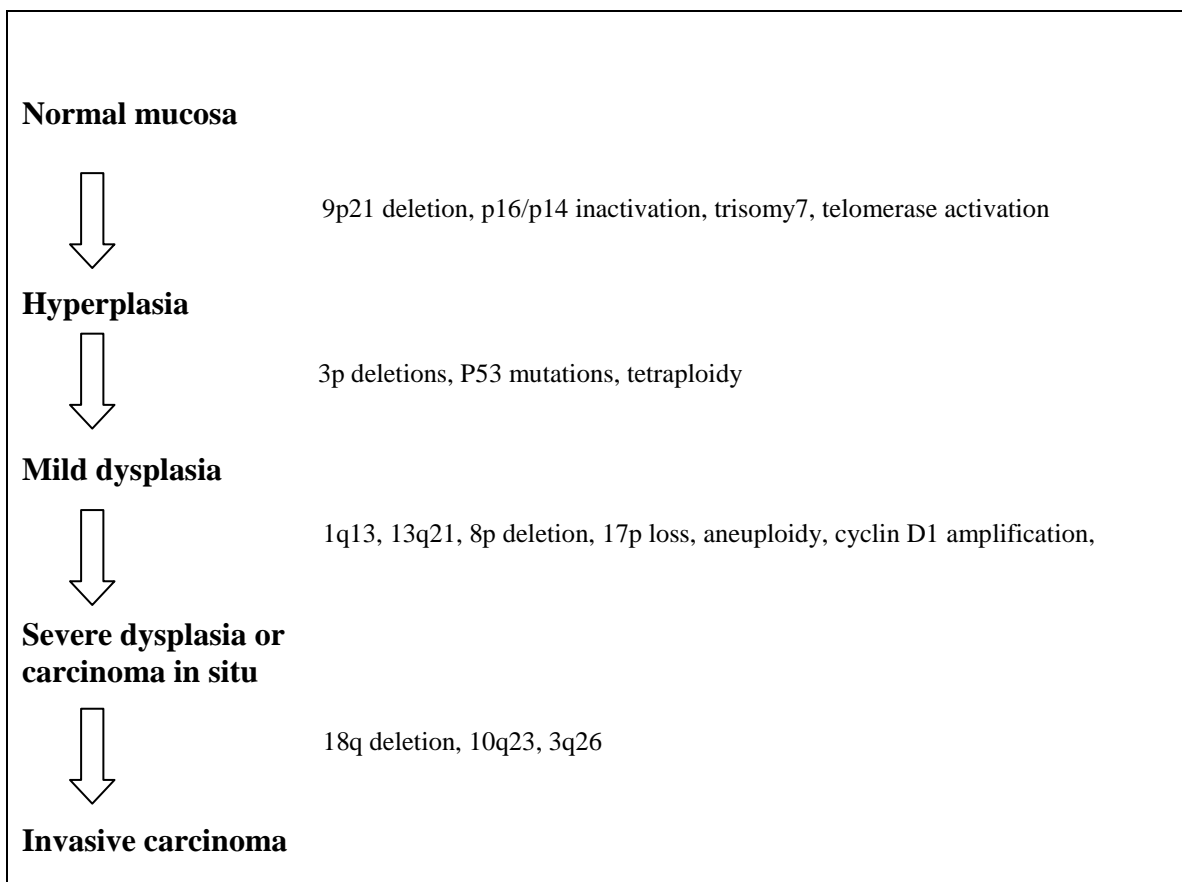 Normal mucosa
9p21 deletion, p16/p14 inactivation, trisomy7, telomerase activation
Hyperplasia
3p deletions, P53 mutations, tetraploidy
Mild dysplasia
1q13, 13q21, 8p deletion, 17p loss, aneuploidy, cyclin D1 amplification,
Severe dysplasia or
carcinoma in situ
18q deletion, 10q23, 3q26
Invasive carcinoma